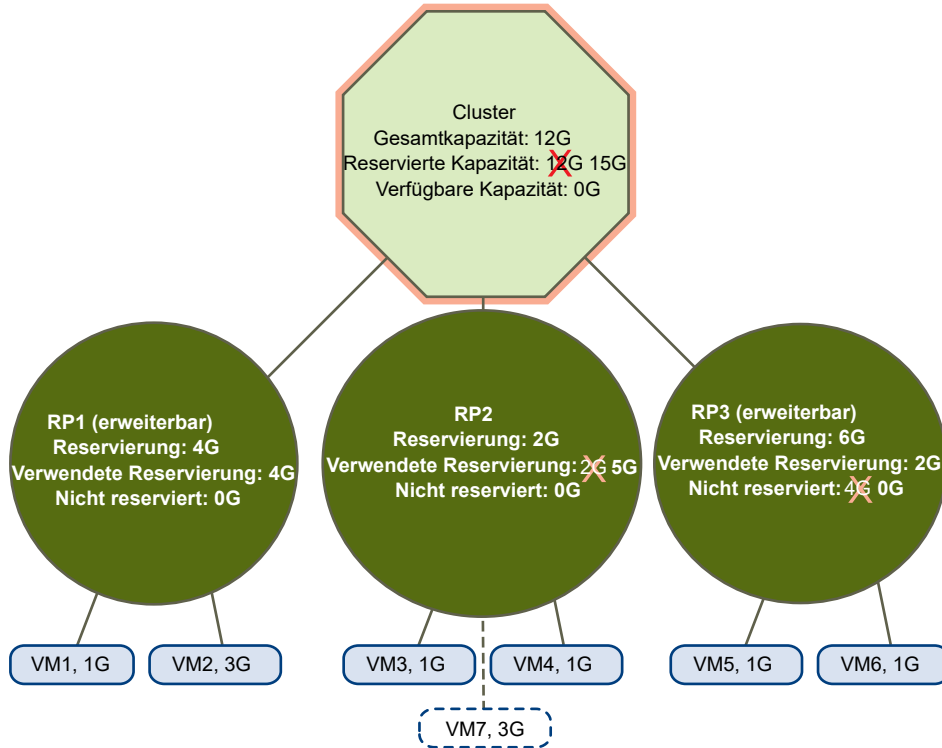 Cluster
Gesamtkapazität: 12G
Reservierte Kapazität: 12G 15G
Verfügbare Kapazität: 0G
RP1 (erweiterbar)
Reservierung: 4G
Verwendete Reservierung: 4G
Nicht reserviert: 0G
RP2
Reservierung: 2G
Verwendete Reservierung: 2G 5G
Nicht reserviert: 0G
RP3 (erweiterbar)
Reservierung: 6G
Verwendete Reservierung: 2G
Nicht reserviert: 4G 0G
VM1, 1G
VM2, 3G
VM3, 1G
VM4, 1G
VM5, 1G
VM6, 1G
VM7, 3G